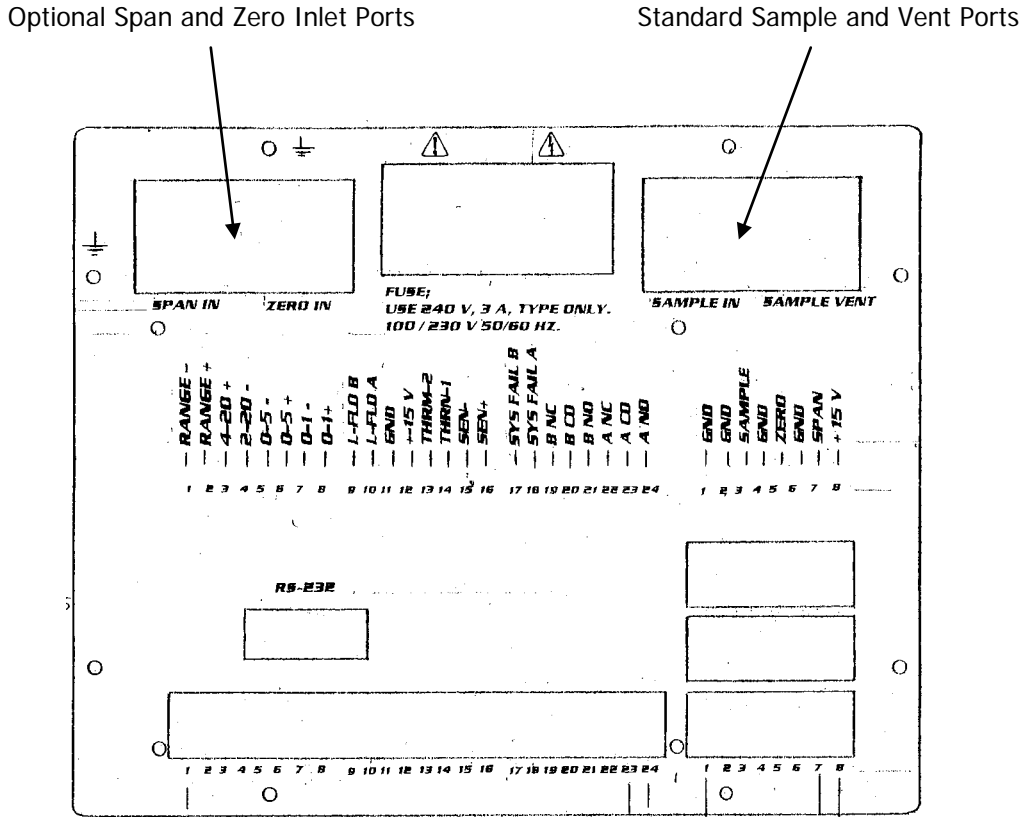 Optional Span and Zero Inlet Ports
Standard Sample and Vent Ports
SPAN IN ZERO IN
FUSE;
USE 240 V, 3 A, TYPE ONLY.
100 / 230 V 50/60 HZ.
SAMPLE IN SAMPLE VENT
RANGE -
RANGE +
4-20 +
2-20 -
0-5 -
0-5 +
0-1 -
0-1+
L-FLO B
L-FLO A
GND
+-15 V
THRM-2
THRN-1
SEN-
SEN+
SYS FAIL B
SYS FAIL A
B NC
B CO
B NO
A NC
A CO
A NO
GND
GND
SAMPLE
GND
ZERO
GND
SPAN
+15 V
1 2 3 4 5 6 7 8 9 10 11 12 13 14 15 16 17 18 19 20 21 22 23 24 1 2 3 4 5 6 7 8
RS-232
1 2 3 4 5 6 7 8 9 10 11 12 13 14 15 16 17 18 19 20 21 22 23 24 1 2 3 4 5 6 7 8